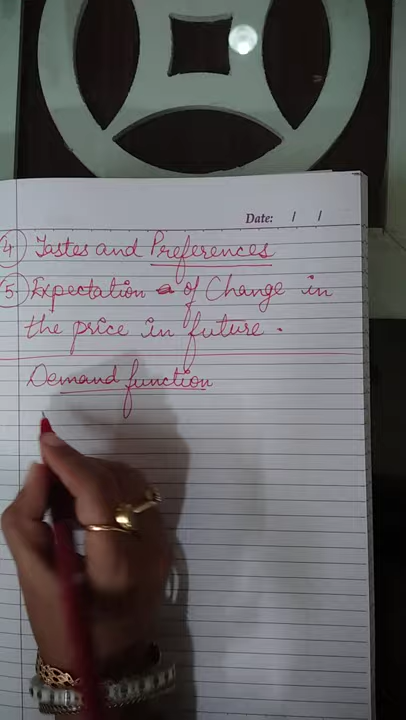 Date: / /
4 Tastes and Preferences
5 Expectation of Change in
the price in future.
Demand function